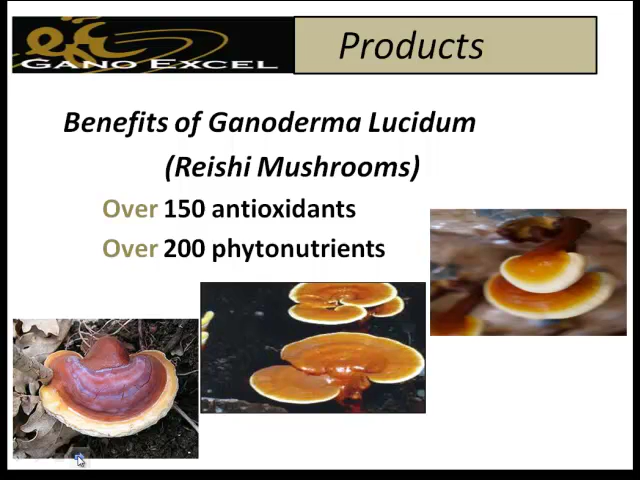 GANO EXCEL
Products
Benefits of Ganoderma Lucidum
(Reishi Mushrooms)
Over 150 antioxidants
Over 200 phytonutrients